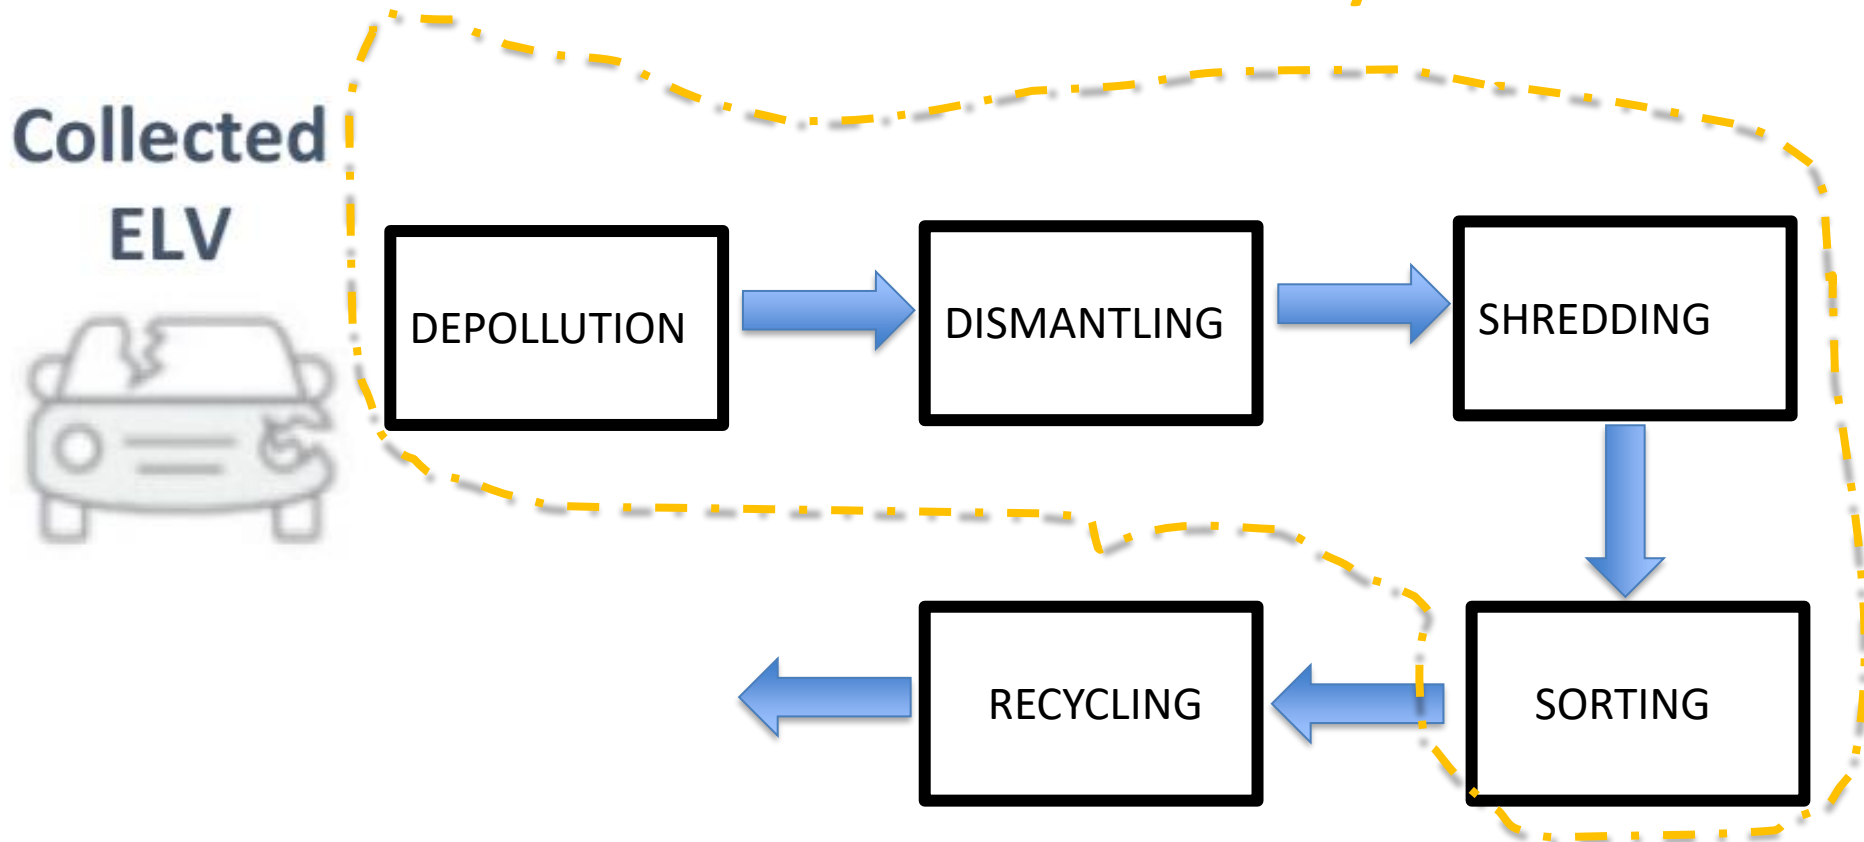 Collected
ELV
DEPOLLUTION
DISMANTLING
SHREDDING
RECYCLING
SORTING